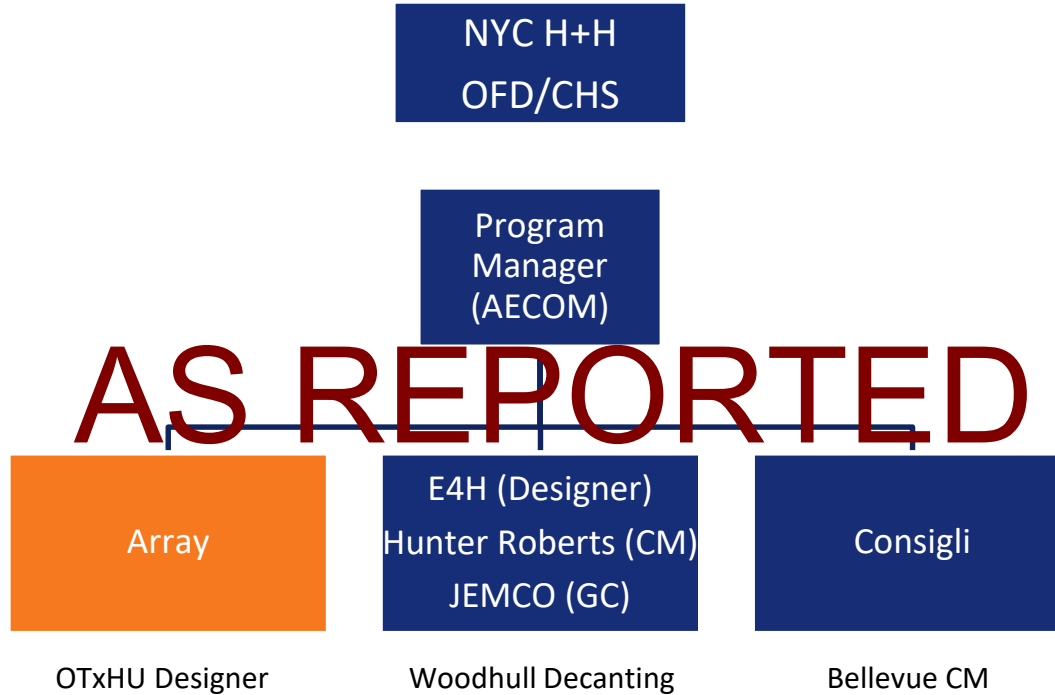 NYC H+H
OFD/CHS
Program
Manager
(AECOM)
AS REPORTED
Array
E4H (Designer)
Hunter Roberts (CM)
JEMCO (GC)
Consigli
OTxHU Designer
Woodhull Decanting
Bellevue CM